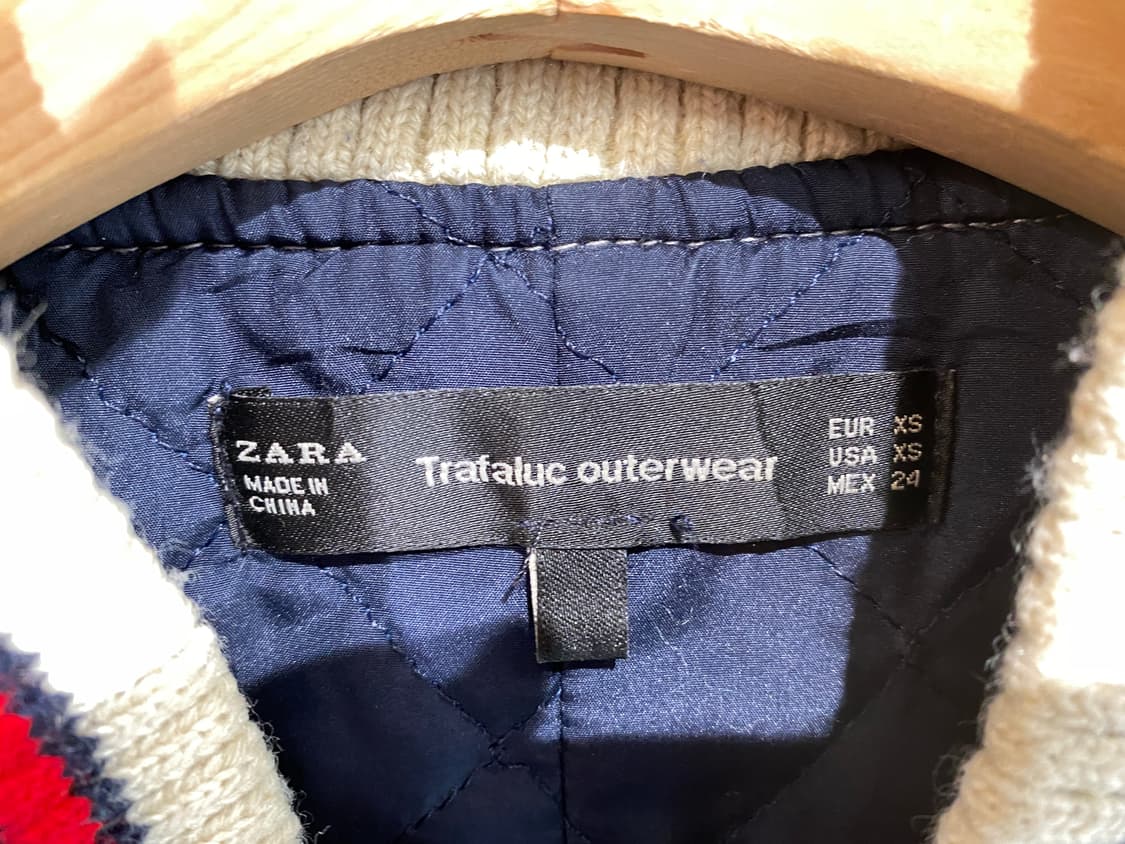 ZARA
MADE IN
CHINA
Trafaluc outerwear
EUR XS
USA XS
MEX 24